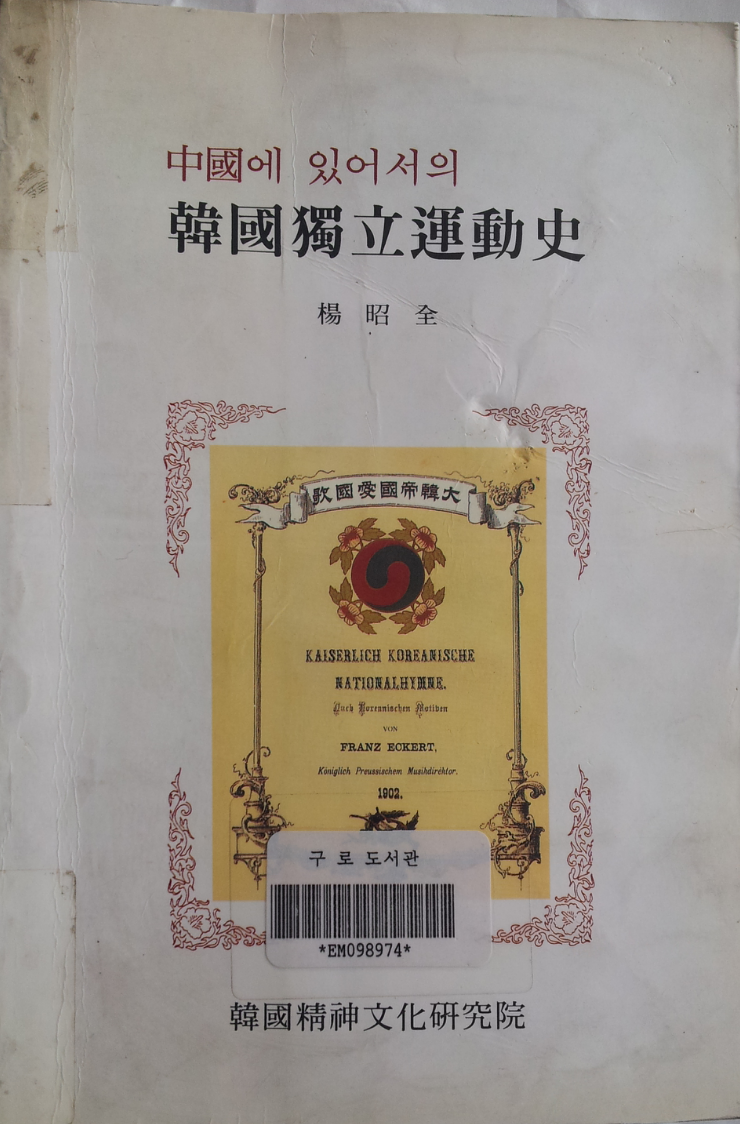 中國에 있어서의
韓國獨立運動史
楊昭全
大韓帝國愛國歌
KAISERLICH KOREANISCHE
NATIONALHYMNE.
Nach Koreanischen Motiven
VON
FRANZ ECKERT,
Königlich Preussischem Musikdirektor.
1902.
구로도서관
*EM098974*
韓國精神文化硏究院